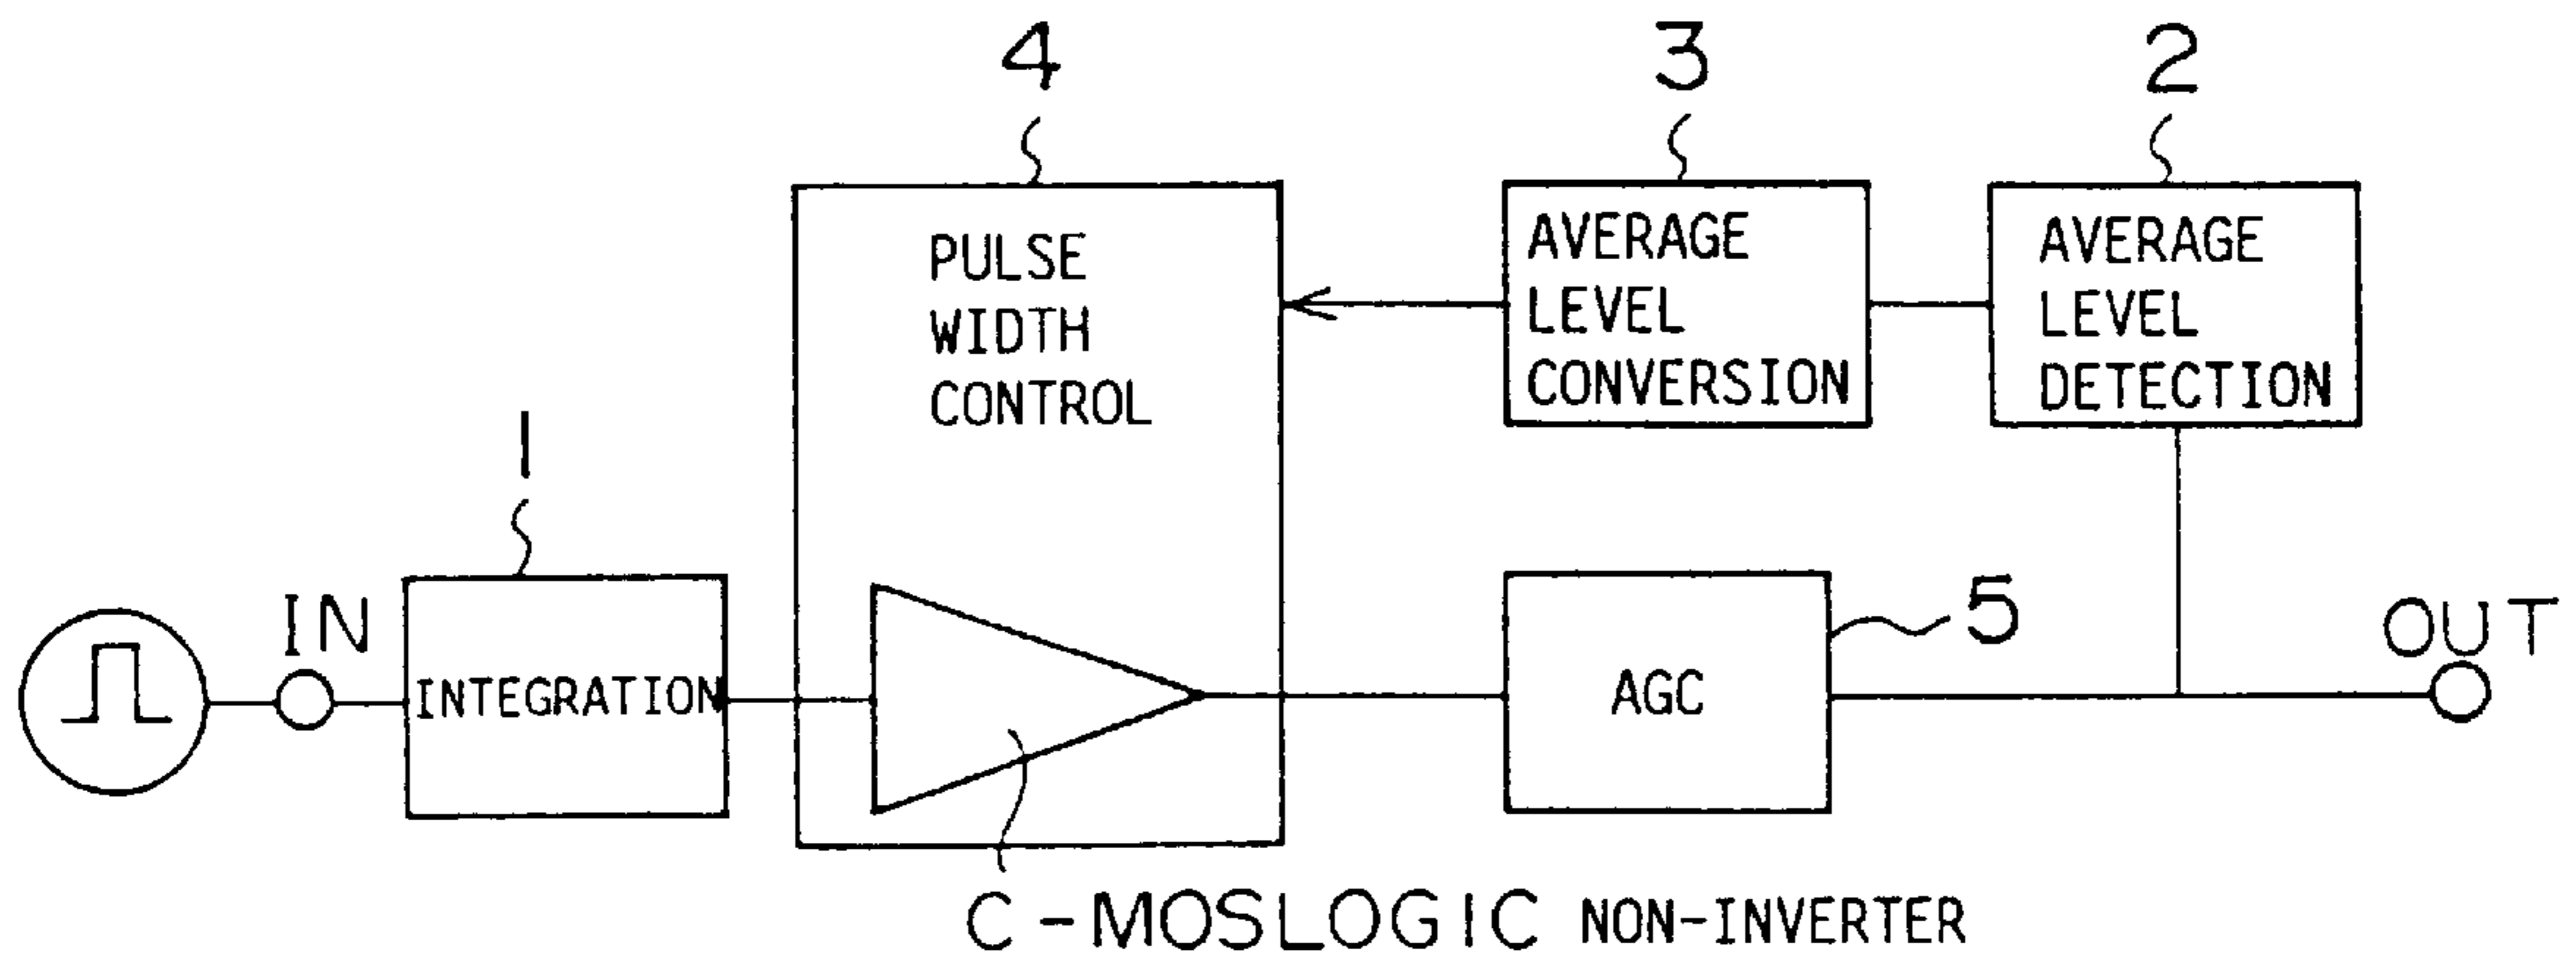 4
3
2
PULSE
WIDTH
CONTROL
AVERAGE
LEVEL
CONVERSION
AVERAGE
LEVEL
DETECTION
1
IN
INTEGRATION
AGC
5
OUT
C-MOSLOGIC NON-INVERTER